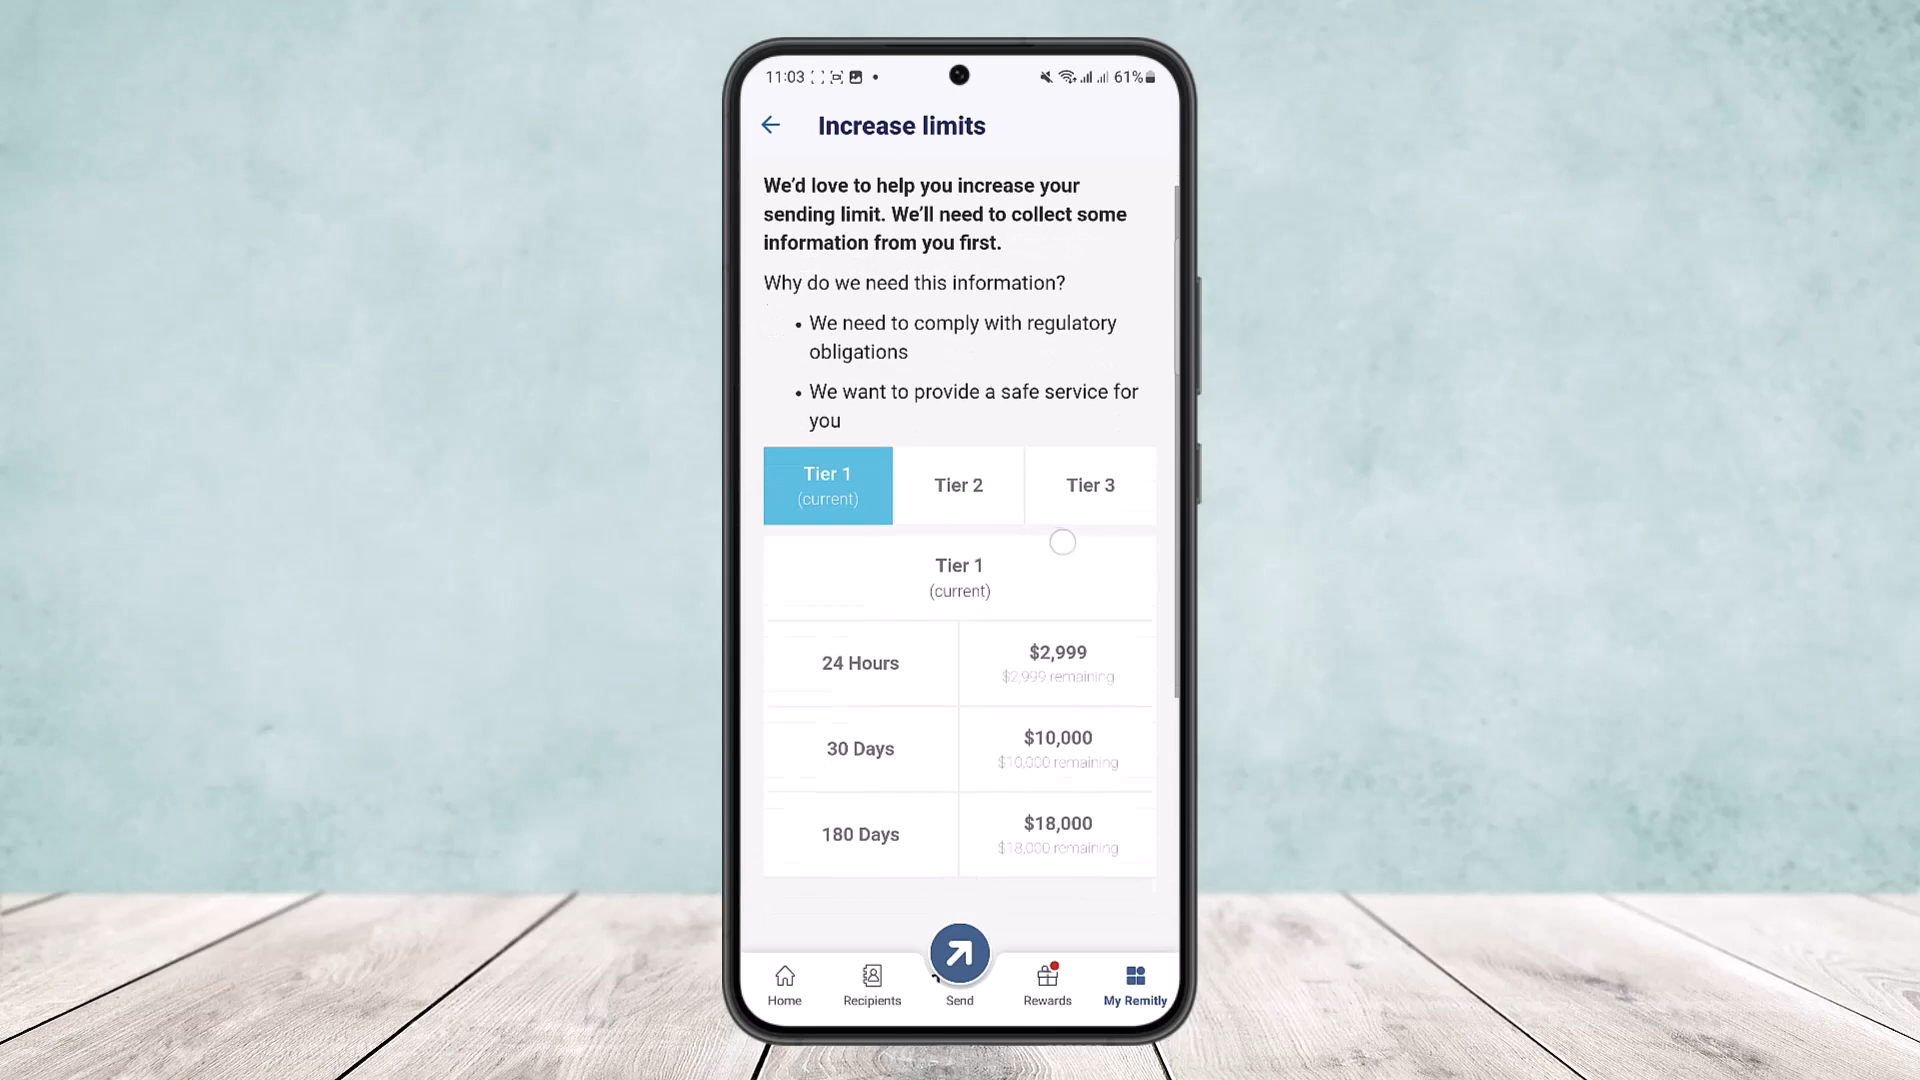 11:03
61%
Increase limits
We'd love to help you increase your
sending limit. We'll need to collect some
information from you first.
Why do we need this information?
• We need to comply with regulatory
obligations
• We want to provide a safe service for
you
Tier 1
(current)
Tier 2
Tier 3
Tier 1
(current)
24 Hours
$2,999
$2,999 remaining
30 Days
$10,000
$10,000 remaining
180 Days
$18,000
$18,000 remaining
Home
Recipients
Send
Rewards
My Remitly